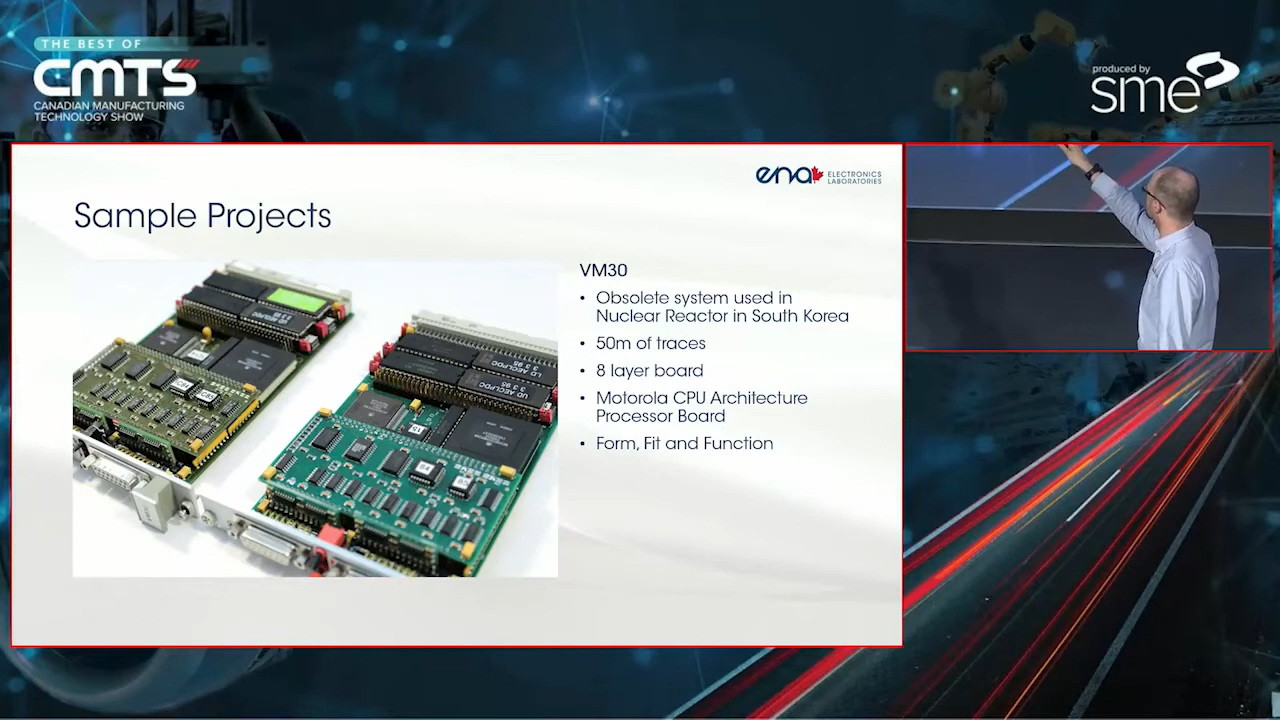 THE BEST OF
CMTS
CANADIAN MANUFACTURING
TECHNOLOGY SHOW
produced by
sme
ena ELECTRONICS
LABORATORIES
Sample Projects
VM30
• Obsolete system used in
Nuclear Reactor in South Korea
• 50m of traces
• 8 layer board
• Motorola CPU Architecture
Processor Board
• Form, Fit and Function